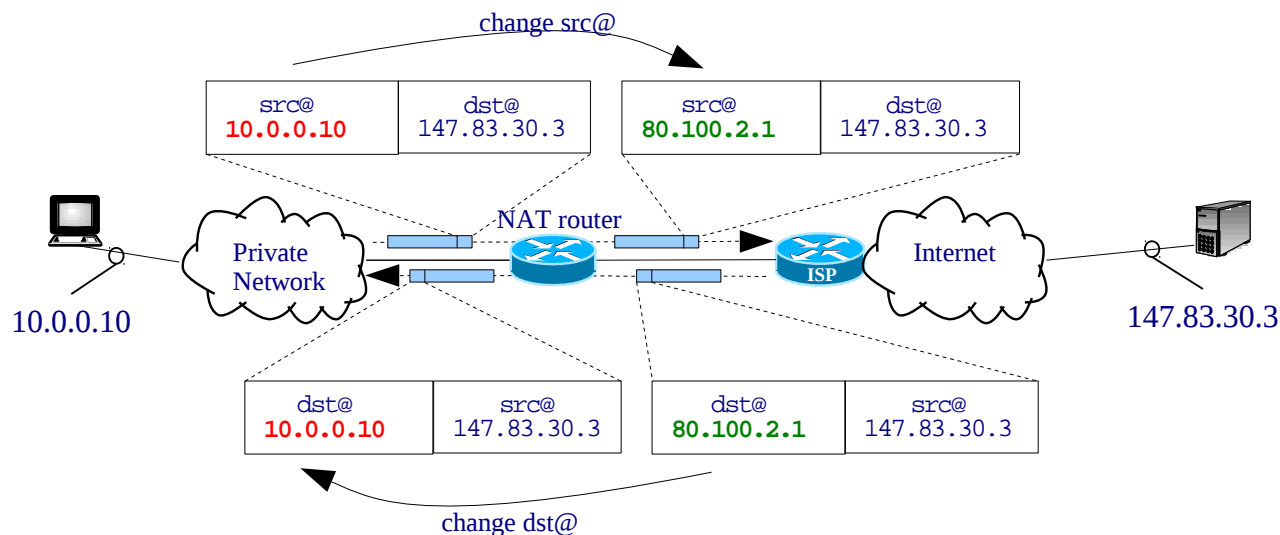 change src@
src@
10.0.0.10
dst@
147.83.30.3
src@
80.100.2.1
dst@
147.83.30.3
NAT router
Private
Network
Internet
ISP
10.0.0.10
147.83.30.3
dst@
10.0.0.10
src@
147.83.30.3
dst@
80.100.2.1
src@
147.83.30.3
change dst@